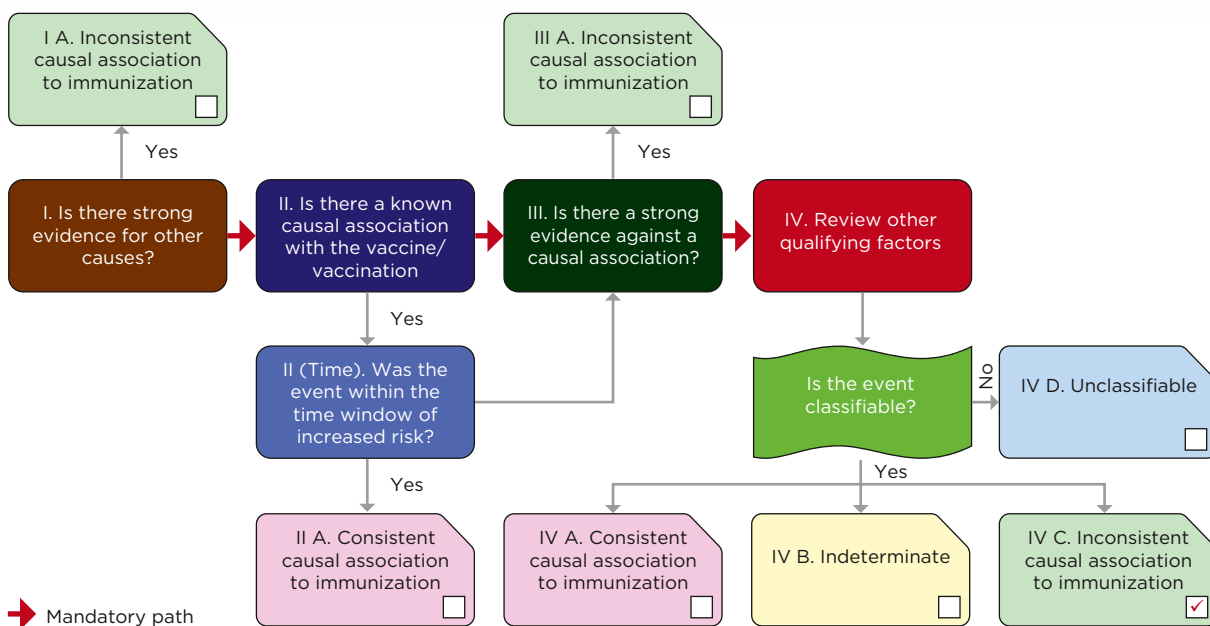 I A. Inconsistent
causal association
to immunization
III A. Inconsistent
causal association
to immunization
Yes
Yes
I. Is there strong
evidence for other
causes?
II. Is there a known
causal association
with the vaccine/
vaccination
III. Is there a strong
evidence against a
causal association?
IV. Review other
qualifying factors
Yes
II (Time). Was the
event within the
time window of
increased risk?
Is the event
classifiable?
No
IV D. Unclassifiable
Yes
Yes
II A. Consistent
causal association
to immunization
IV A. Consistent
causal association
to immunization
IV B. Indeterminate
IV C. Inconsistent
causal association
to immunization
Mandatory path